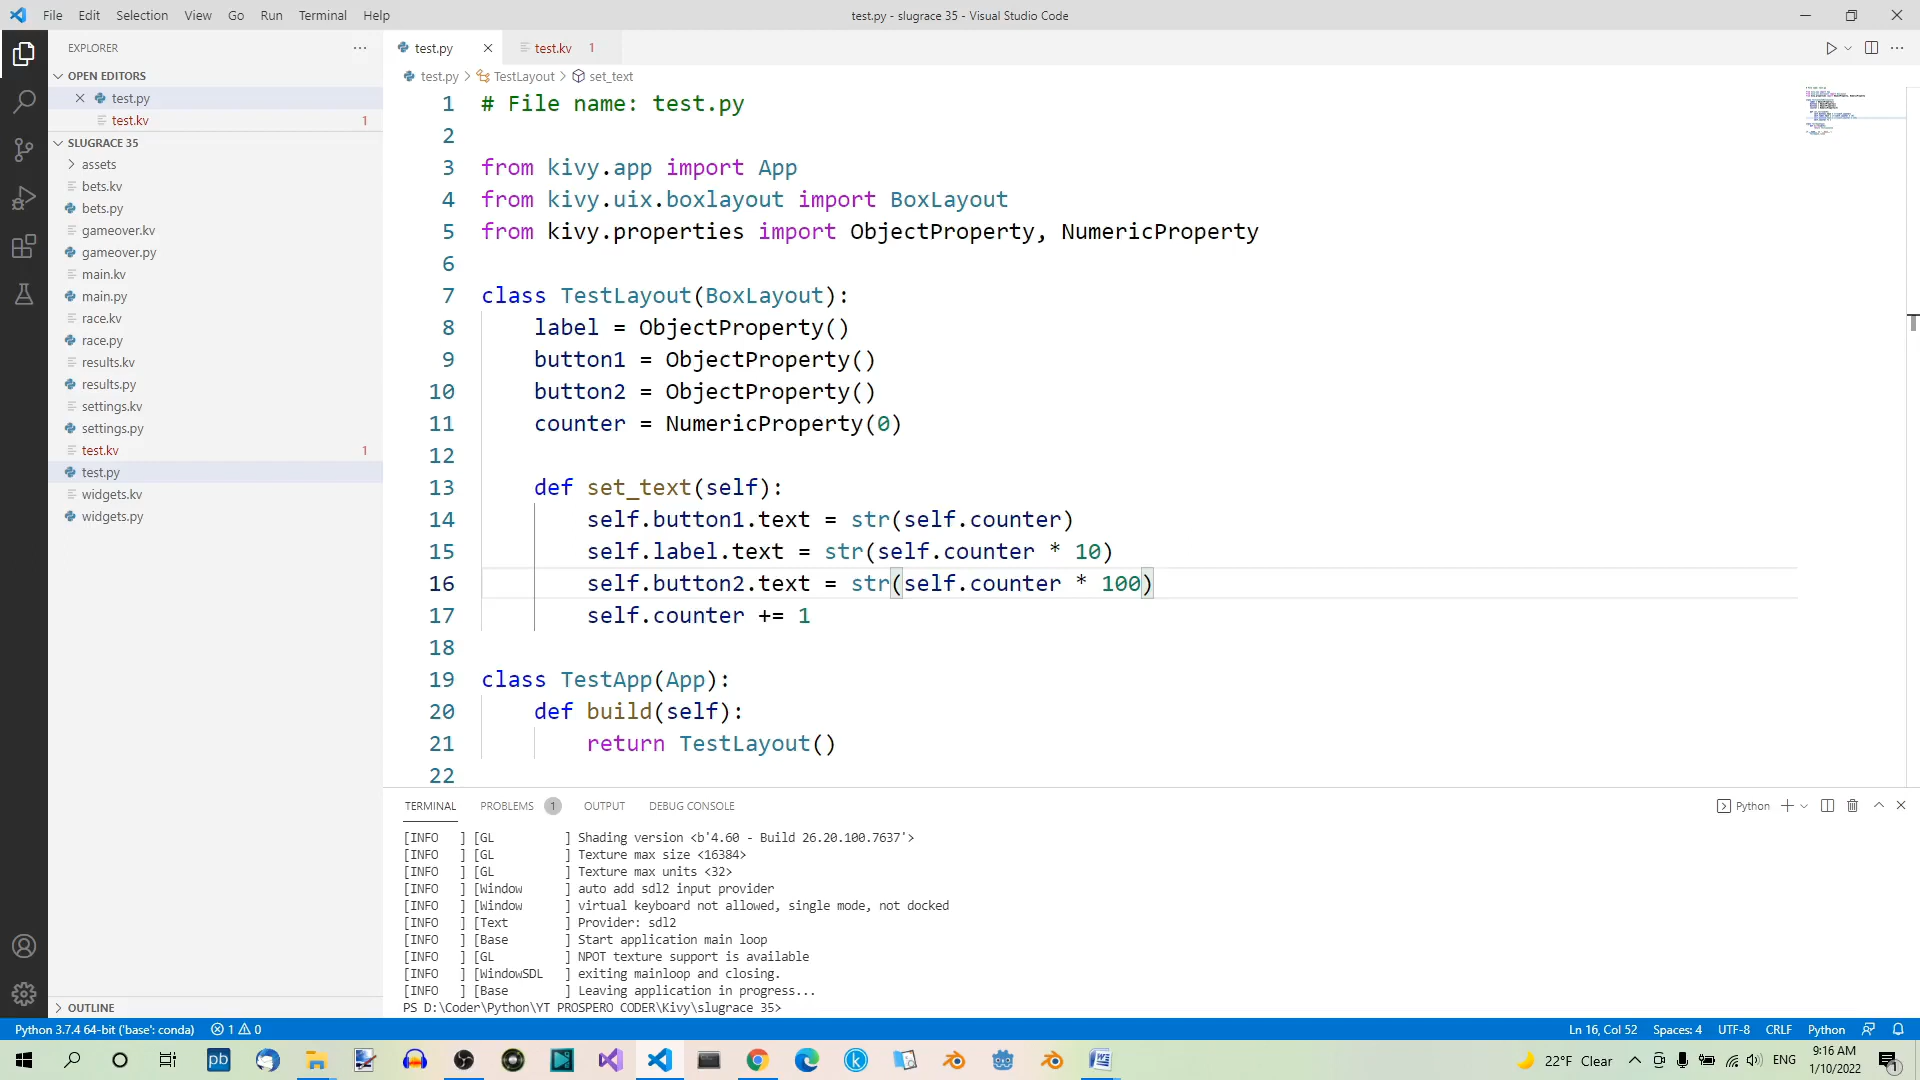 File Edit Selection View Go Run Terminal Help
test.py - slugrace 35 - Visual Studio Code
EXPLORER
OPEN EDITORS
test.py
test.kv 1
SLUGRACE 35
assets
bets.kv
bets.py
gameover.kv
gameover.py
main.kv
main.py
race.kv
race.py
results.kv
results.py
settings.kv
settings.py
test.kv 1
test.py
widgets.kv
widgets.py
OUTLINE
test.py test.kv 1
test.py TestLayout set_text
1 # File name: test.py
2
3 from kivy.app import App
4 from kivy.uix.boxlayout import BoxLayout
5 from kivy.properties import ObjectProperty, NumericProperty
6
7 class TestLayout(BoxLayout):
8 label = ObjectProperty()
9 button1 = ObjectProperty()
10 button2 = ObjectProperty()
11 counter = NumericProperty(0)
12
13 def set_text(self):
14 self.button1.text = str(self.counter)
15 self.label.text = str(self.counter * 10)
16 self.button2.text = str(self.counter * 100)
17 self.counter += 1
18
19 class TestApp(App):
20 def build(self):
21 return TestLayout()
22
TERMINAL PROBLEMS 1 OUTPUT DEBUG CONSOLE
Python
[INFO   ] [GL         ] Shading version <b'4.60 - Build 26.20.100.7637'>
[INFO   ] [GL         ] Texture max size <16384>
[INFO   ] [GL         ] Texture max units <32>
[INFO   ] [Window     ] auto add sdl2 input provider
[INFO   ] [Window     ] virtual keyboard not allowed, single mode, not docked
[INFO   ] [Text       ] Provider: sdl2
[INFO   ] [Base       ] Start application main loop
[INFO   ] [GL         ] NPOT texture support is available
[INFO   ] [WindowSDL  ] exiting mainloop and closing.
[INFO   ] [Base       ] Leaving application in progress...
PS D:\Coder\Python\YT PROSPERO CODER\Kivy\slugrace 35>
Python 3.7.4 64-bit ('base': conda) 1 0
Ln 16, Col 52 Spaces: 4 UTF-8 CRLF Python
pb
22°F Clear
ENG
9:16 AM
1/10/2022
1